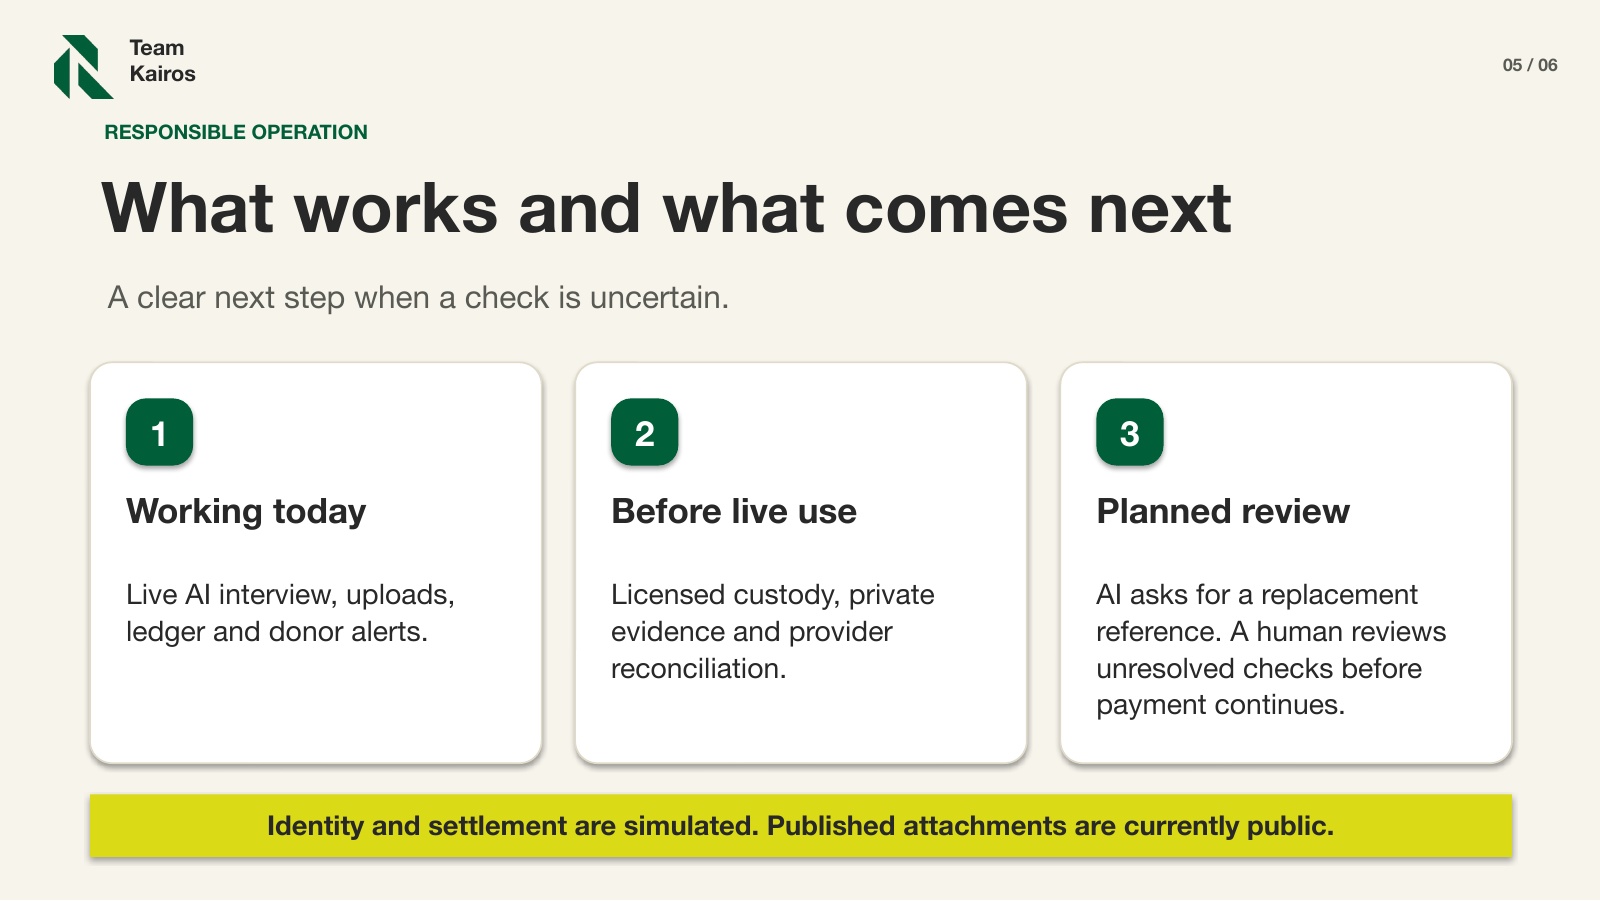 Team
Kairos
05 / 06
RESPONSIBLE OPERATION
What works and what comes next
A clear next step when a check is uncertain.
1
Working today
Live AI interview, uploads,
ledger and donor alerts.
2
Before live use
Licensed custody, private
evidence and provider
reconciliation.
3
Planned review
AI asks for a replacement
reference. A human reviews
unresolved checks before
payment continues.
Identity and settlement are simulated. Published attachments are currently public.